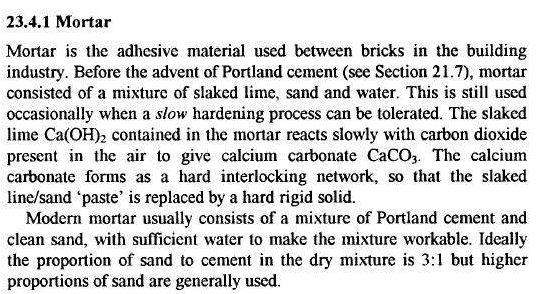 23.4.1 Mortar
Mortar is the adhesive material used between bricks in the building
industry. Before the advent of Portland cement (see Section 21.7), mortar
consisted of a mixture of slaked lime, sand and water. This is still used
occasionally when a slow hardening process can be tolerated. The slaked
lime Ca(OH)₂ contained in the mortar reacts slowly with carbon dioxide
present in the air to give calcium carbonate CaCO₃. The calcium
carbonate forms as a hard interlocking network, so that the slaked
line/sand ‘paste’ is replaced by a hard rigid solid.
Modern mortar usually consists of a mixture of Portland cement and
clean sand, with sufficient water to make the mixture workable. Ideally
the proportion of sand to cement in the dry mixture is 3:1 but higher
proportions of sand are generally used.